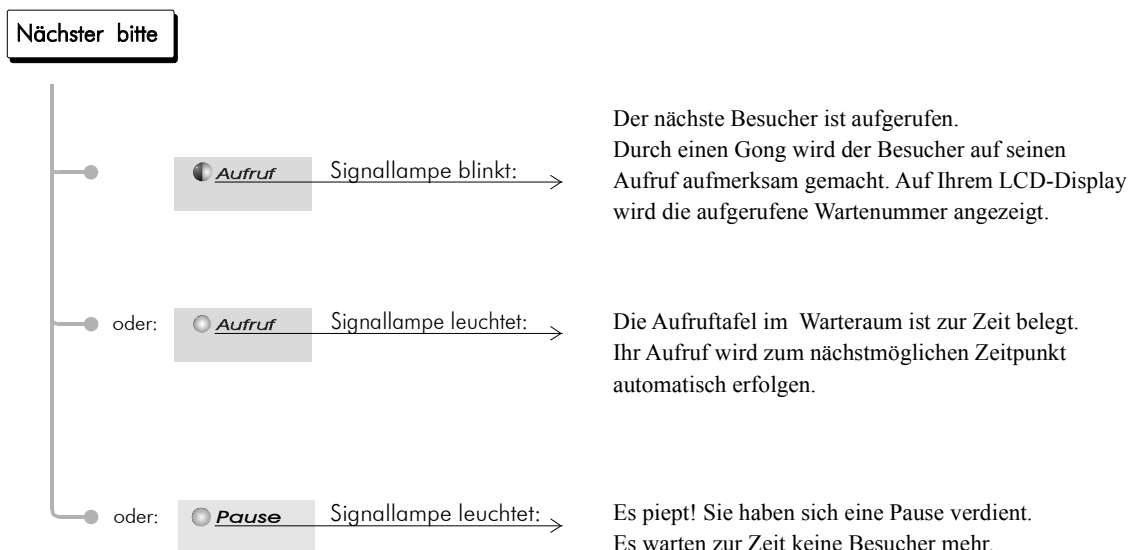 Nächster bitte
Aufruf Signallampe blinkt:
Der nächste Besucher ist aufgerufen.
Durch einen Gong wird der Besucher auf seinen
Aufruf aufmerksam gemacht. Auf Ihrem LCD-Display
wird die aufgerufene Wartenummer angezeigt.
oder: Aufruf Signallampe leuchtet:
Die Aufruftafel im Warteraum ist zur Zeit belegt.
Ihr Aufruf wird zum nächstmöglichen Zeitpunkt
automatisch erfolgen.
oder: Pause Signallampe leuchtet:
Es piept! Sie haben sich eine Pause verdient.
Es warten zur Zeit keine Besucher mehr.